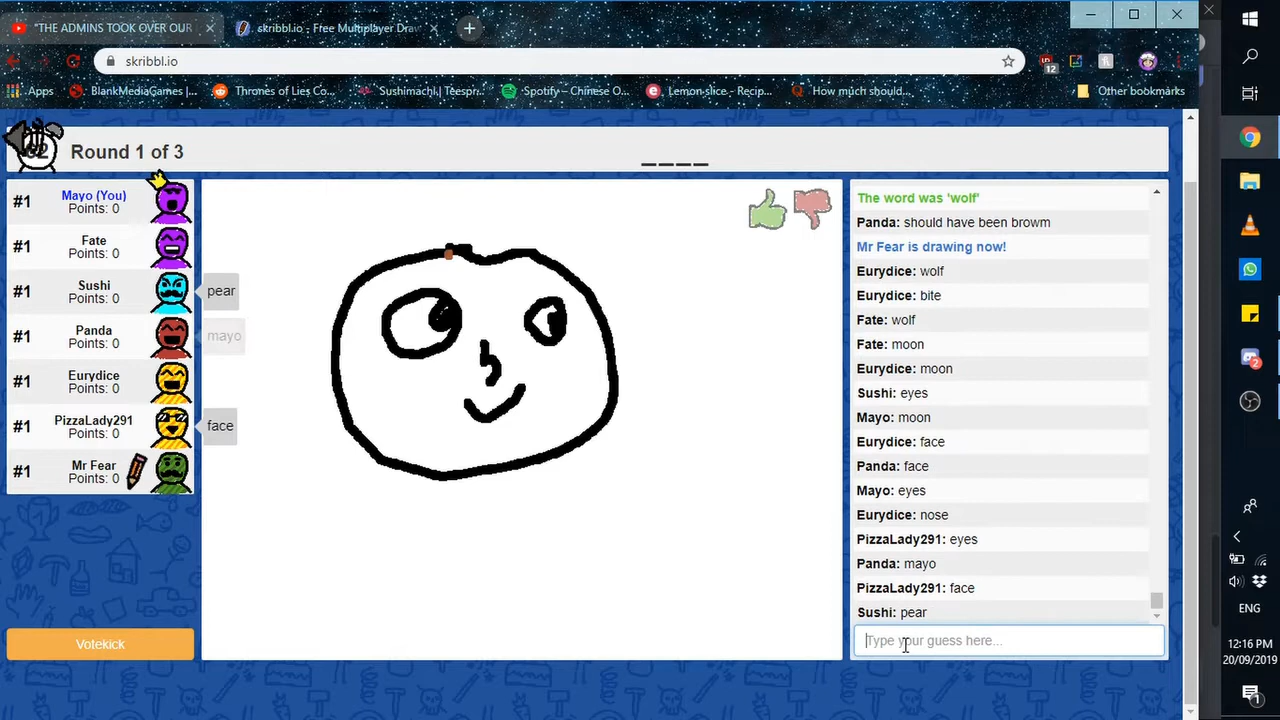 "THE ADMINS TOOK OVER OUR
skribbl.io - Free Multiplayer Draw
skribbl.io
12
Apps
BlankMediaGames |...
Thrones of Lies Co...
Sushimachi | Teespr...
Spotify – Chinese O...
Lemon slice - Recip...
How much should...
Other bookmarks
Round 1 of 3
_ _ _ _
#1
Mayo (You)
Points: 0
#1
Fate
Points: 0
#1
Sushi
Points: 0
pear
#1
Panda
Points: 0
mayo
#1
Eurydice
Points: 0
#1
PizzaLady291
Points: 0
face
#1
Mr Fear
Points: 0
Votekick
The word was 'wolf'
Panda: should have been browm
Mr Fear is drawing now!
Eurydice: wolf
Eurydice: bite
Fate: wolf
Fate: moon
Eurydice: moon
Sushi: eyes
Mayo: moon
Eurydice: face
Panda: face
Mayo: eyes
Eurydice: nose
PizzaLady291: eyes
Panda: mayo
PizzaLady291: face
Sushi: pear
Type your guess here...
2
ENG
12:16 PM
20/09/2019
1